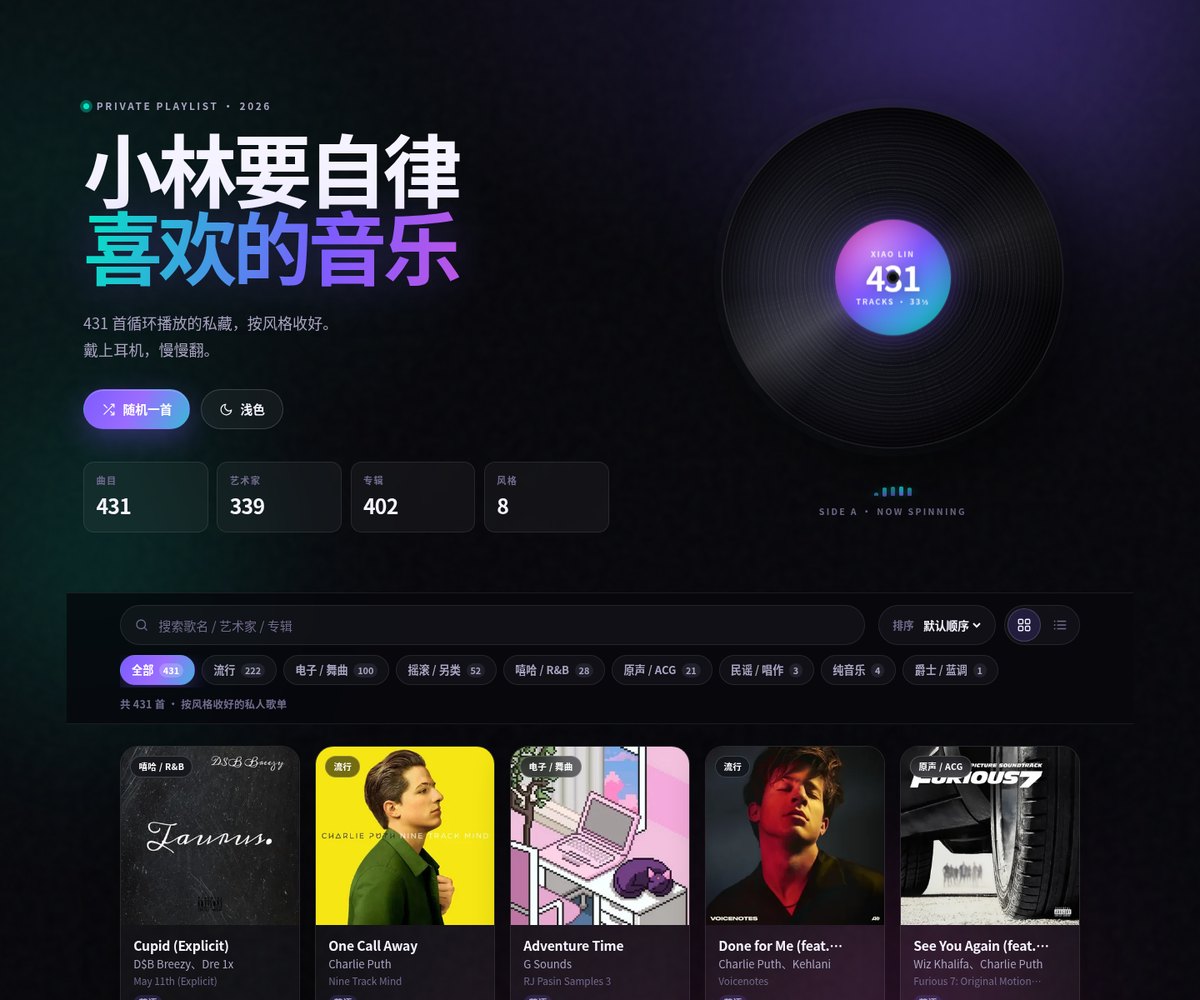 PRIVATE PLAYLIST • 2026
小林要自律
喜欢的音乐
431 首循环播放的私藏，按风格收好。
戴上耳机，慢慢翻。
随机一首
浅色
曲目
431
艺术家
339
专辑
402
风格
8
XIAO LIN
431
TRACKS • 33⅓
SIDE A • NOW SPINNING
搜索歌名 / 艺术家 / 专辑
排序 默认顺序
全部 431
流行 222
电子 / 舞曲 100
摇滚 / 另类 52
嘻哈 / R&B 28
原声 / ACG 21
民谣 / 唱作 3
纯音乐 4
爵士 / 蓝调 1
共 431 首 • 按风格收好的私人歌单
嘻哈 / R&B
D$B Breezy
Taurus.
Cupid (Explicit)
D$B Breezy、Dre 1x
May 11th (Explicit)
流行
CHARLIE PUTH NINE TRACK MIND
One Call Away
Charlie Puth
Nine Track Mind
电子 / 舞曲
Adventure Time
G Sounds
RJ Pasin Samples 3
流行
VOICENOTES
Done for Me (feat.…
Charlie Puth、Kehlani
Voicenotes
原声 / ACG
PICTURE SOUNDTRACK
FURIOUS7
See You Again (feat.…
Wiz Khalifa、Charlie Puth
Furious 7: Original Motion…